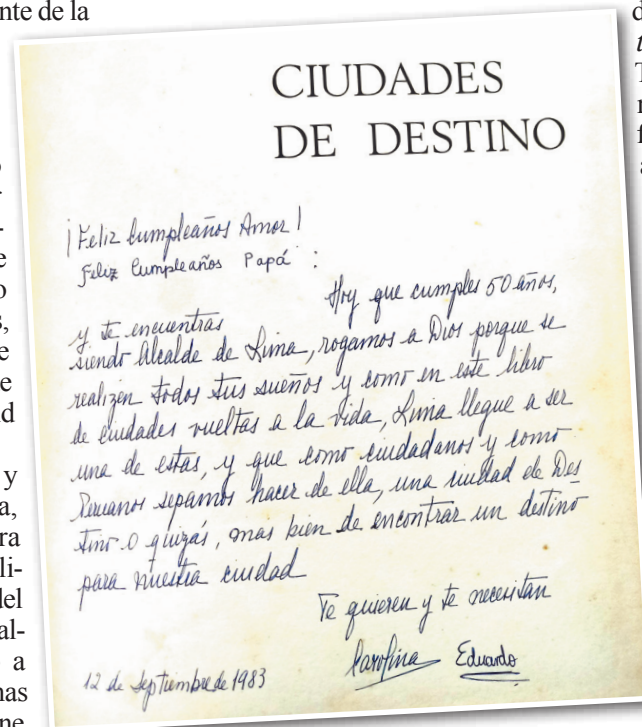 nte de la
CIUDADES
DE DESTINO
¡Feliz Cumpleaños Amor!
Feliz Cumpleaños Papá :
Hoy que cumples 50 años,
y te encuentras
siendo Alcalde de Lima, rogamos a Dios porque se
realizen todos tus sueños y como en este libro
de ciudades vueltas a la vida, Lima llegue a ser
una de estas, y que como ciudadanos y como
Peruanos sepamos hacer de ella, una ciudad de Des
tino o quizás, mas bien de encontrar un destino
para nuestra ciudad
Te quieren y te necesitan
Carolina Eduardo
12 de Septiembre de 1983